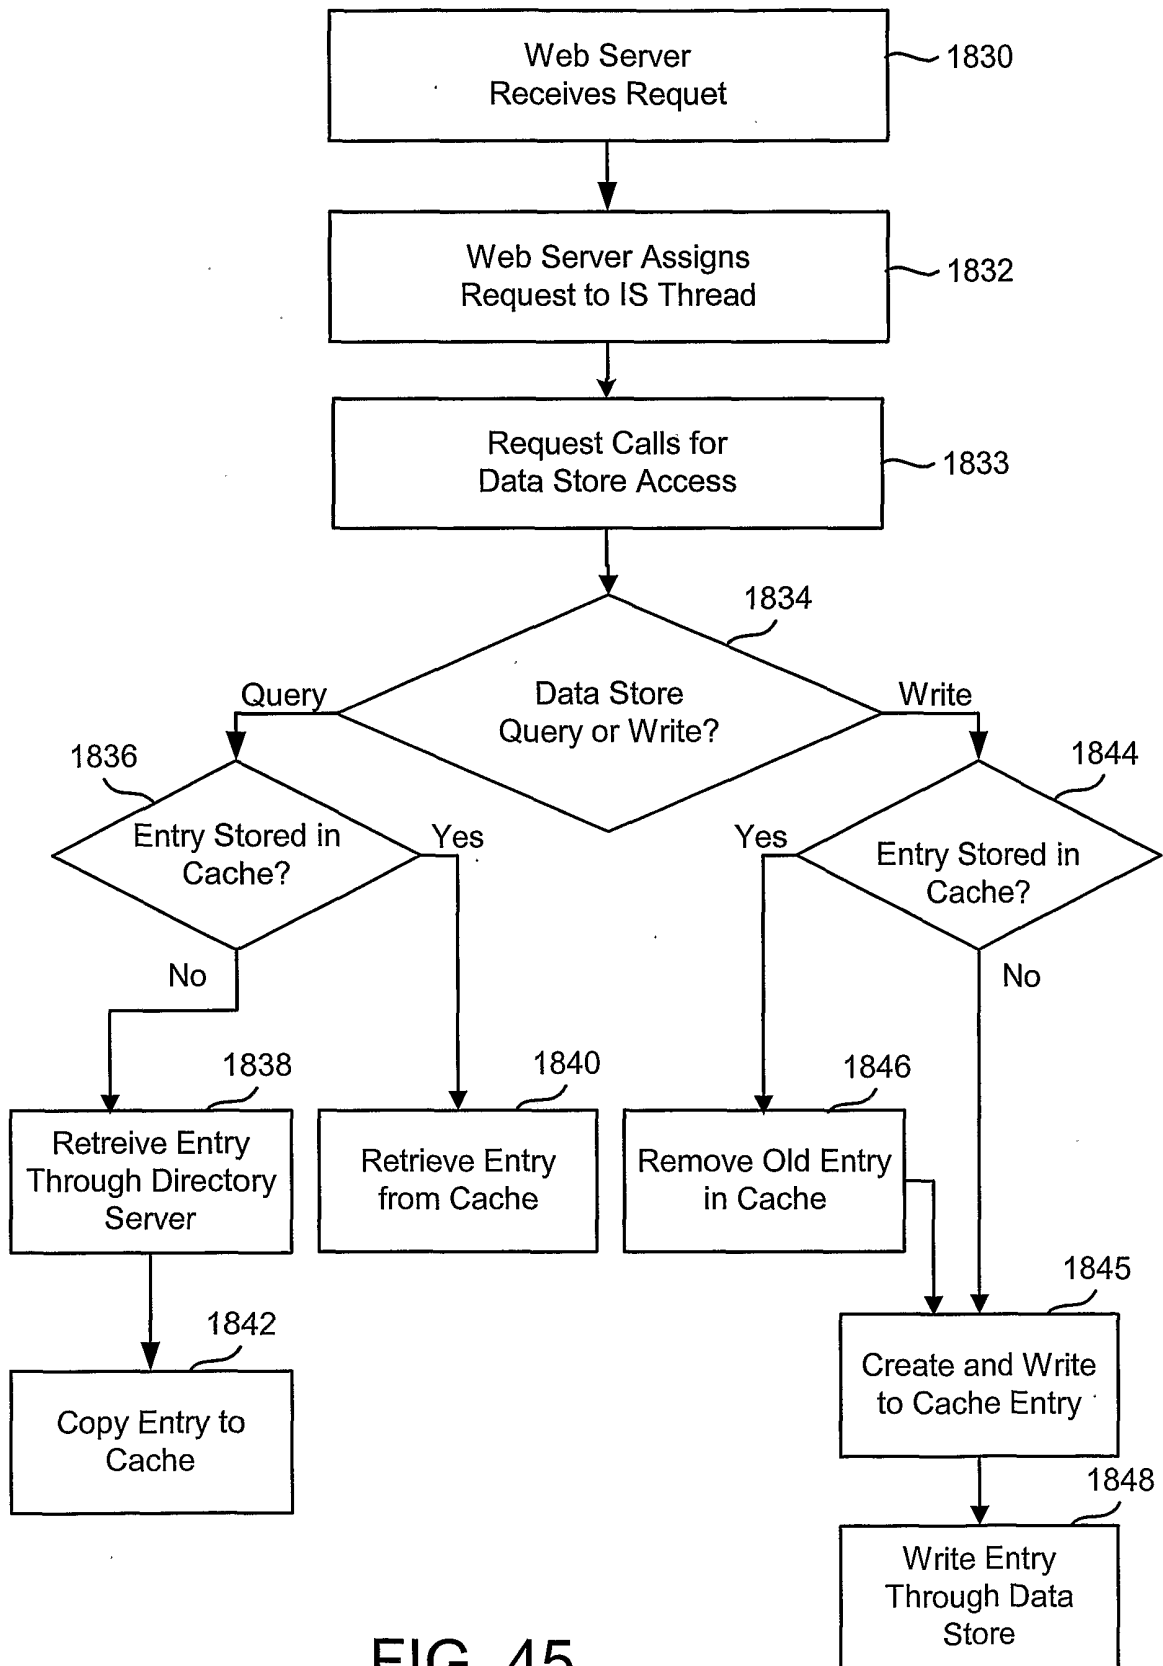 Web Server
Receives Requet
1830
Web Server Assigns
Request to IS Thread
1832
Request Calls for
Data Store Access
1833
1834
Data Store
Query or Write?
Query
Write
1836
Entry Stored in
Cache?
Yes
No
1844
Entry Stored in
Cache?
Yes
No
1838
Retreive Entry
Through Directory
Server
1840
Retrieve Entry
from Cache
1846
Remove Old Entry
in Cache
1842
Copy Entry to
Cache
1845
Create and Write
to Cache Entry
1848
Write Entry
Through Data
Store
FIG. 45